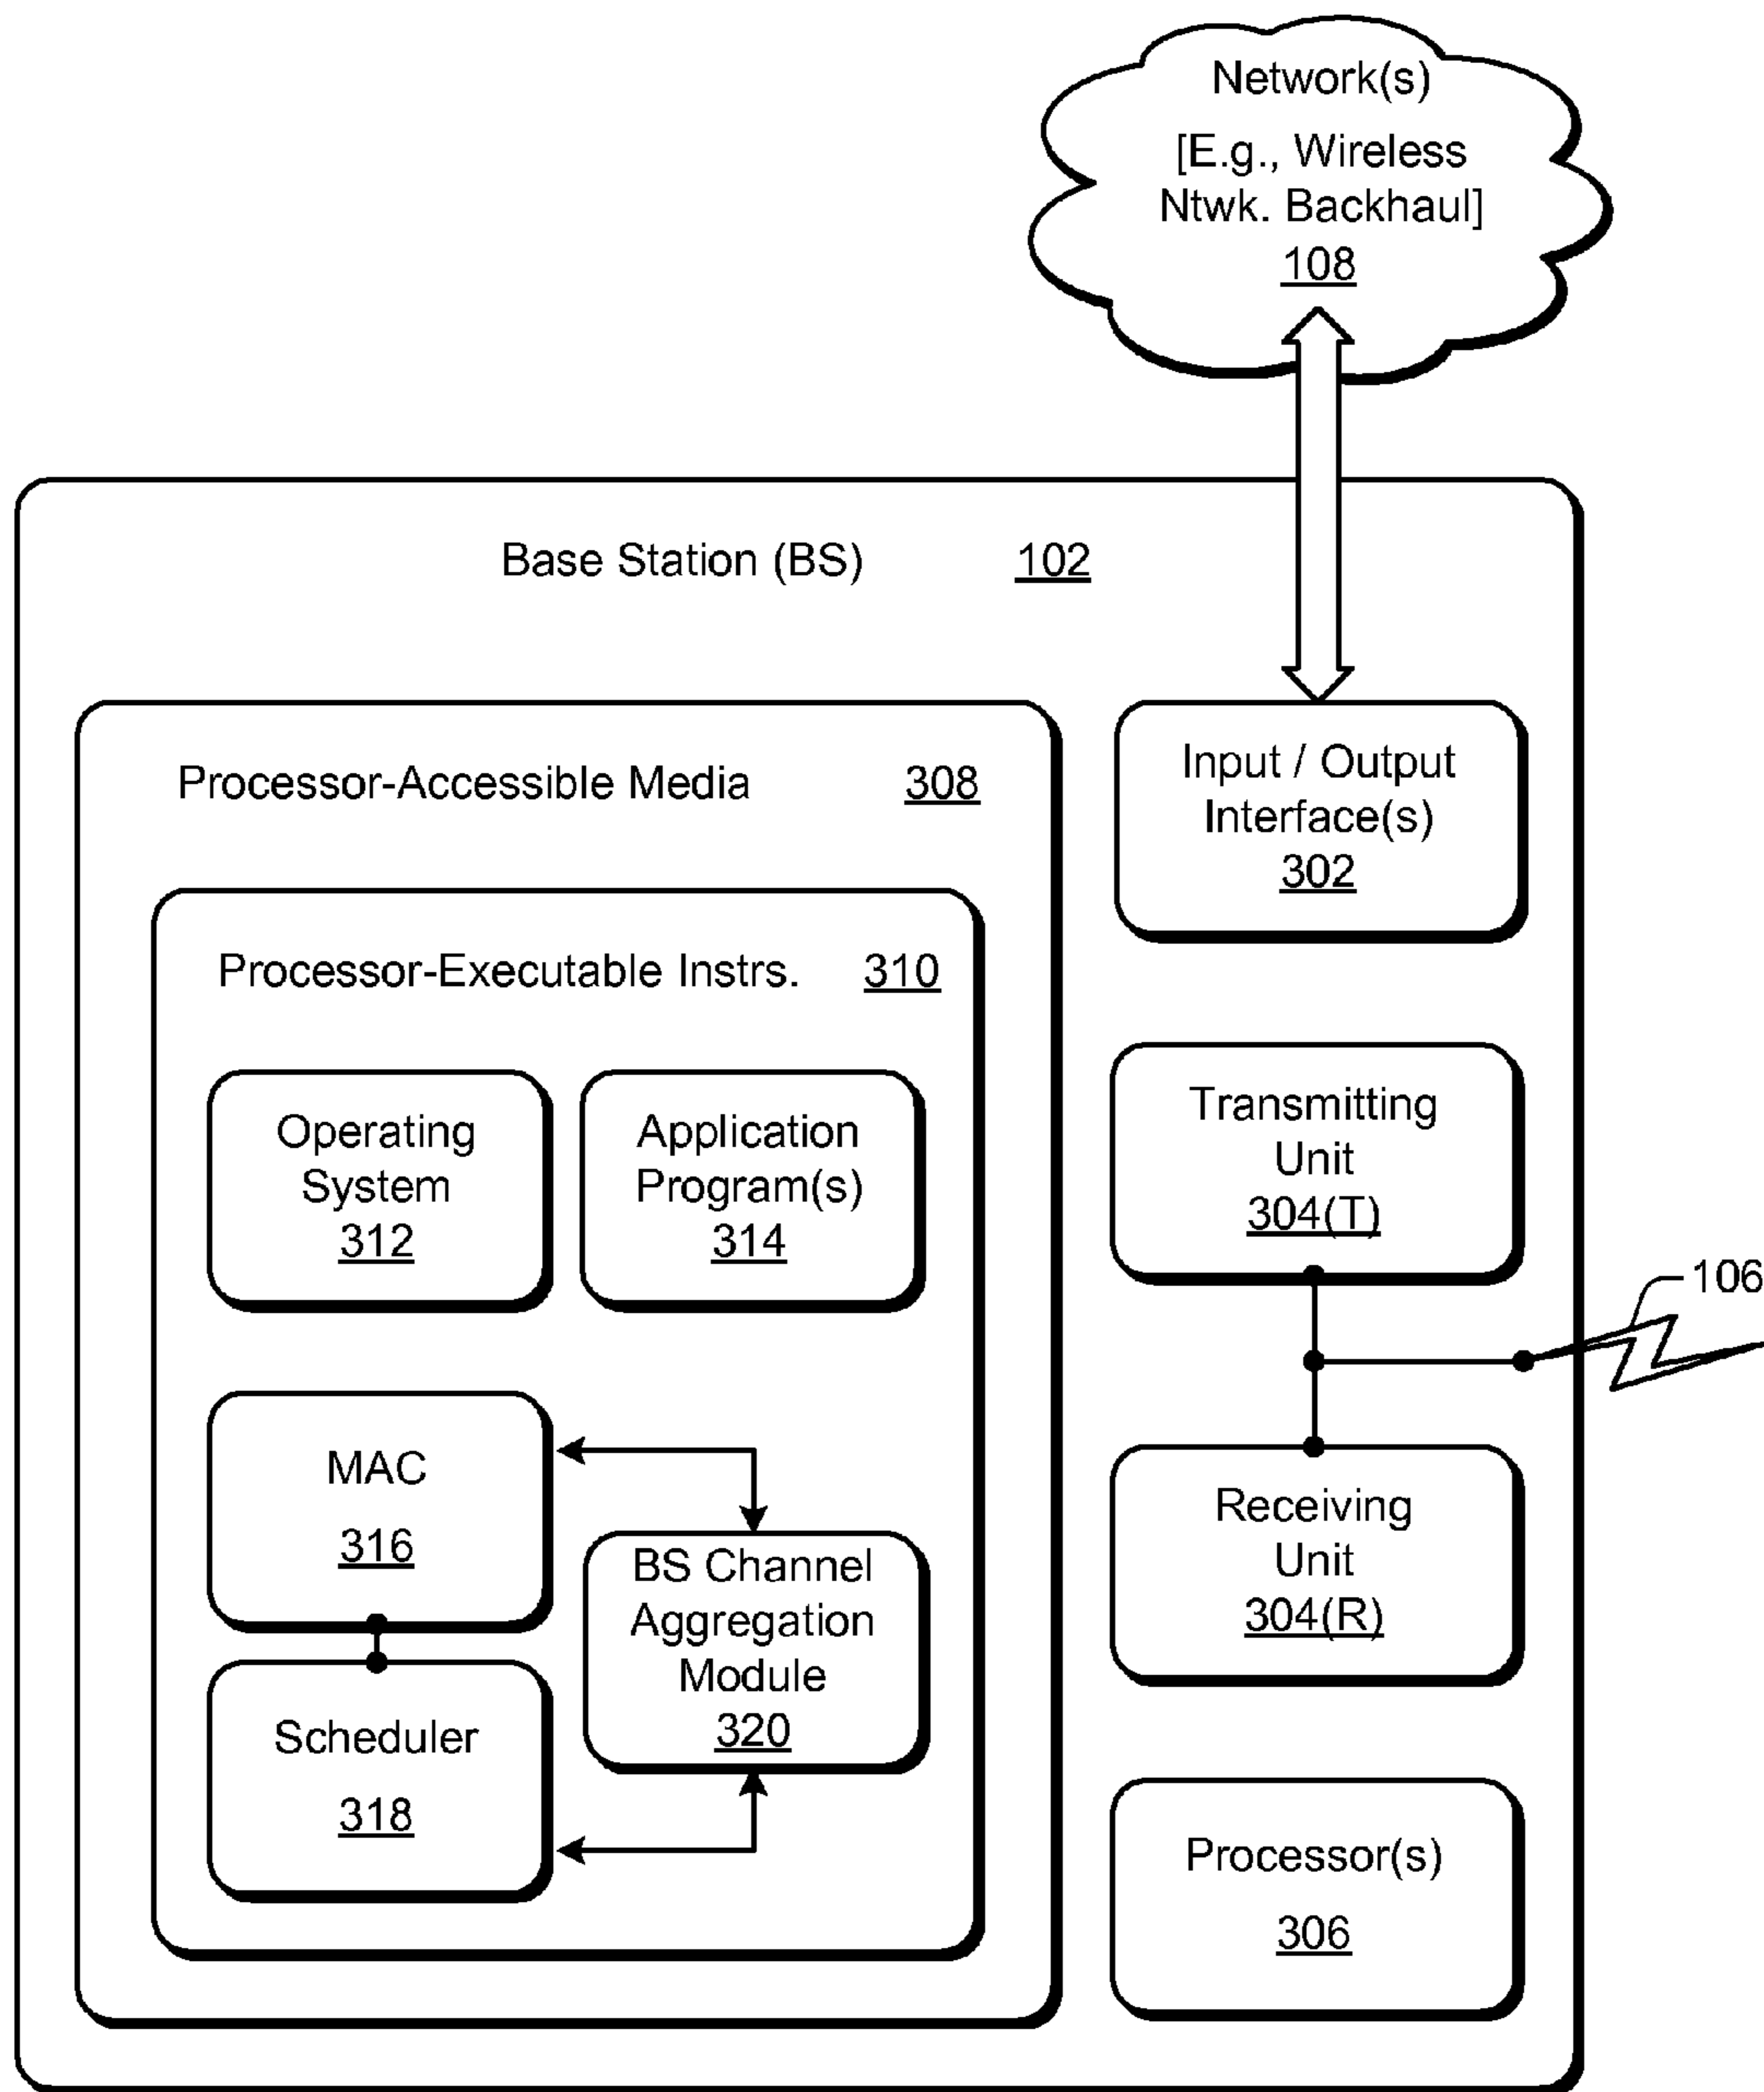 Network(s)
[E.g., Wireless
Ntwk. Backhaul]
108
Base Station (BS) 102
Processor-Accessible Media 308
Input / Output
Interface(s)
302
Processor-Executable Instrs. 310
Operating
System
312
Application
Program(s)
314
Transmitting
Unit
304(T)
106
MAC
316
BS Channel
Aggregation
Module
320
Scheduler
318
Receiving
Unit
304(R)
Processor(s)
306